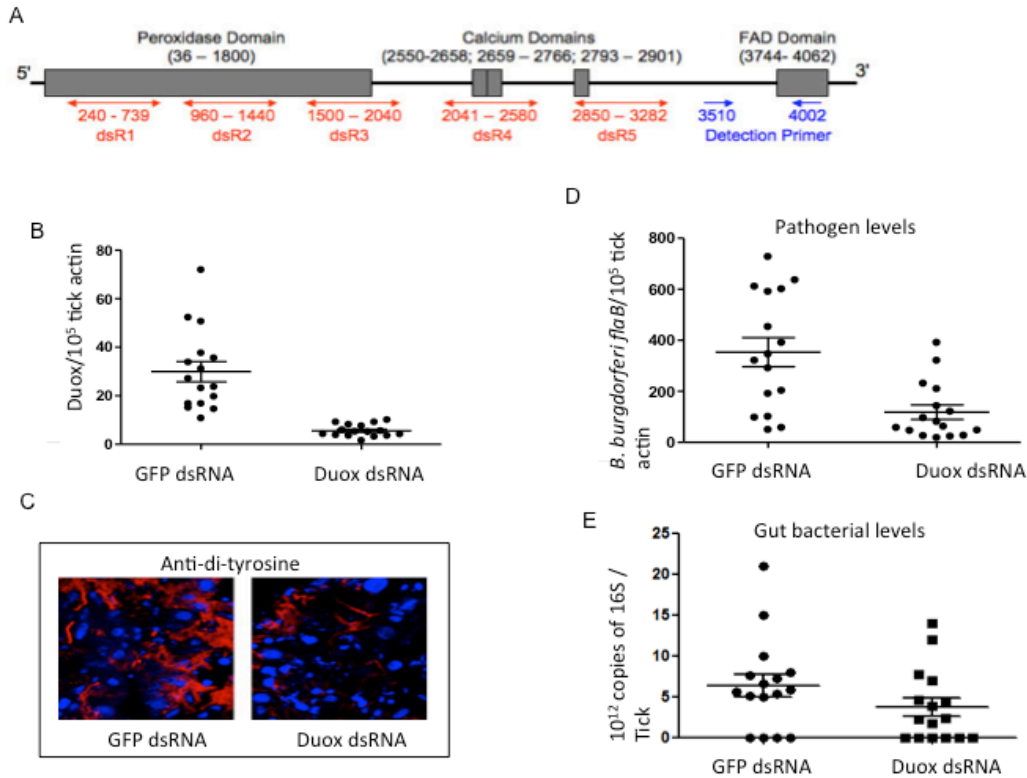 A
Peroxidase Domain
(36 – 1800)
Calcium Domains
(2550-2658; 2659 – 2766; 2793 – 2901)
FAD Domain
(3744- 4062)
5'
3'
240 - 739
dsR1
960 – 1440
dsR2
1500 – 2040
dsR3
2041 – 2580
dsR4
2850 – 3282
dsR5
3510
4002
Detection Primer
B
Duox/10⁵ tick actin
80
60
40
20
0
GFP dsRNA
Duox dsRNA
C
Anti-di-tyrosine
GFP dsRNA
Duox dsRNA
D
Pathogen levels
B. burgdorferi flaB/10⁵ tick
actin
800
600
400
200
0
GFP dsRNA
Duox dsRNA
E
Gut bacterial levels
10¹² copies of 16S /
Tick
25
20
15
10
5
0
GFP dsRNA
Duox dsRNA